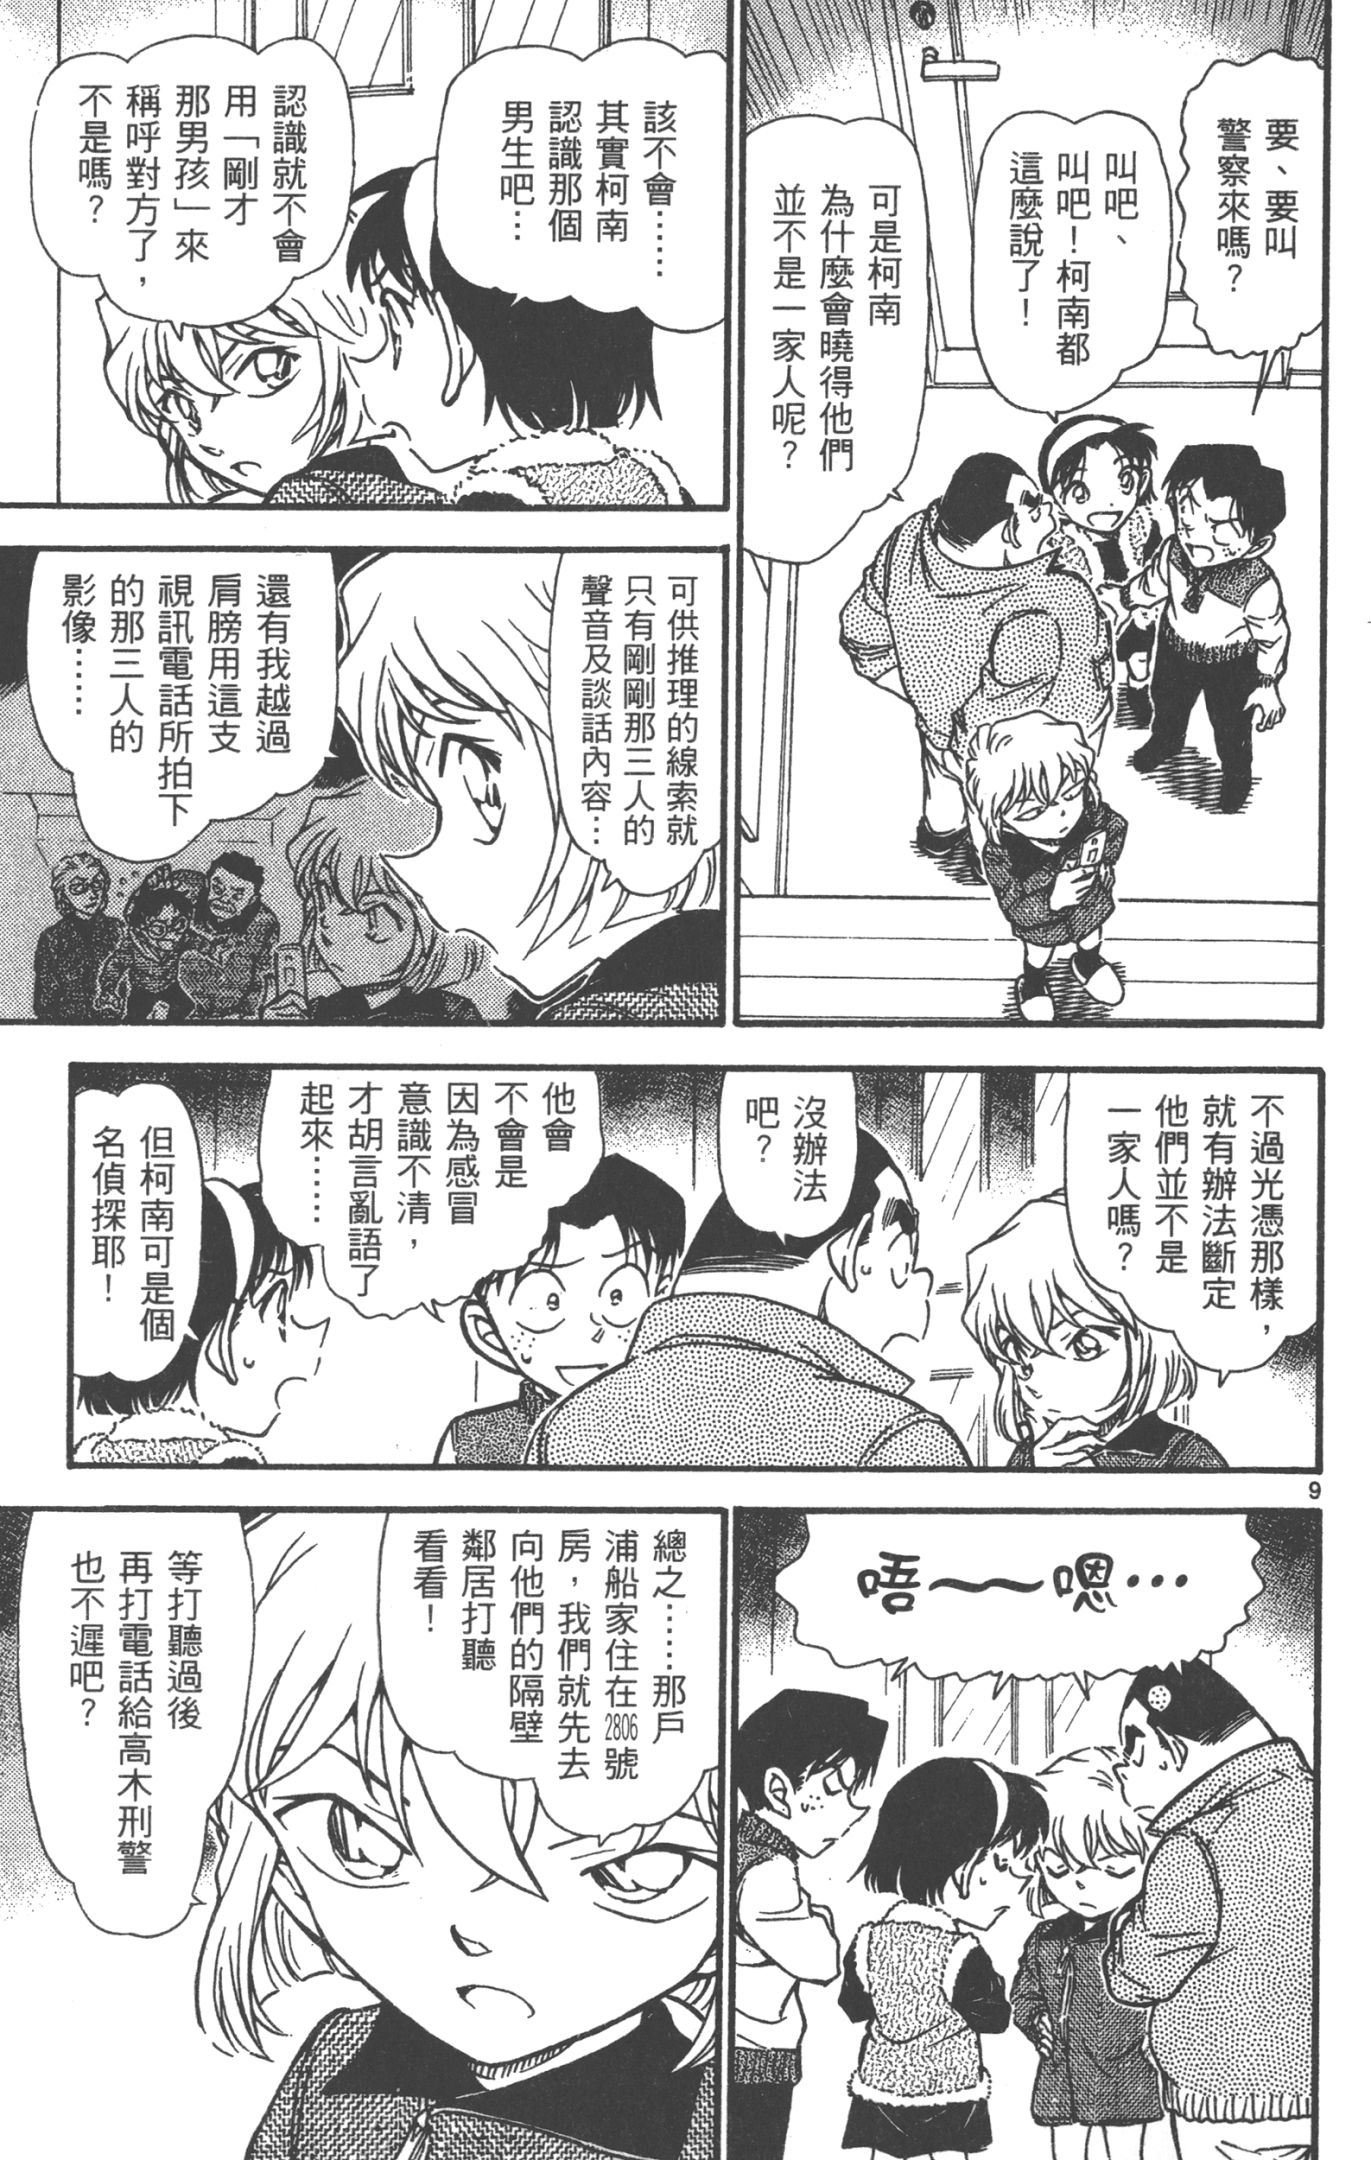 要、要叫
警察來嗎？
叫吧、
叫吧！柯南都
這麼說了！
可是柯南
為什麼會曉得他們
並不是一家人呢？
該不會……
其實柯南
認識那個
男生吧…
認識就不會
用「剛才
那男孩」來
稱呼對方了，
不是嗎？
可供推理的線索就
只有剛剛那三人的
聲音及談話內容…
還有我越過
肩膀用這支
視訊電話所拍下
的那三人的
影像……
不過光憑那樣，
就有辦法斷定
他們並不是
一家人嗎？
沒辦法
吧？
他會
不會是
因為感冒
意識不清，
才胡言亂語了
起來……
但柯南可是個
名偵探耶！
9
唔～～嗯…
總之……那戶
浦船家住在2806號
房，我們就先去
向他們的隔壁
鄰居打聽
看看！
等打聽過後
再打電話給高木刑警
也不遲吧？